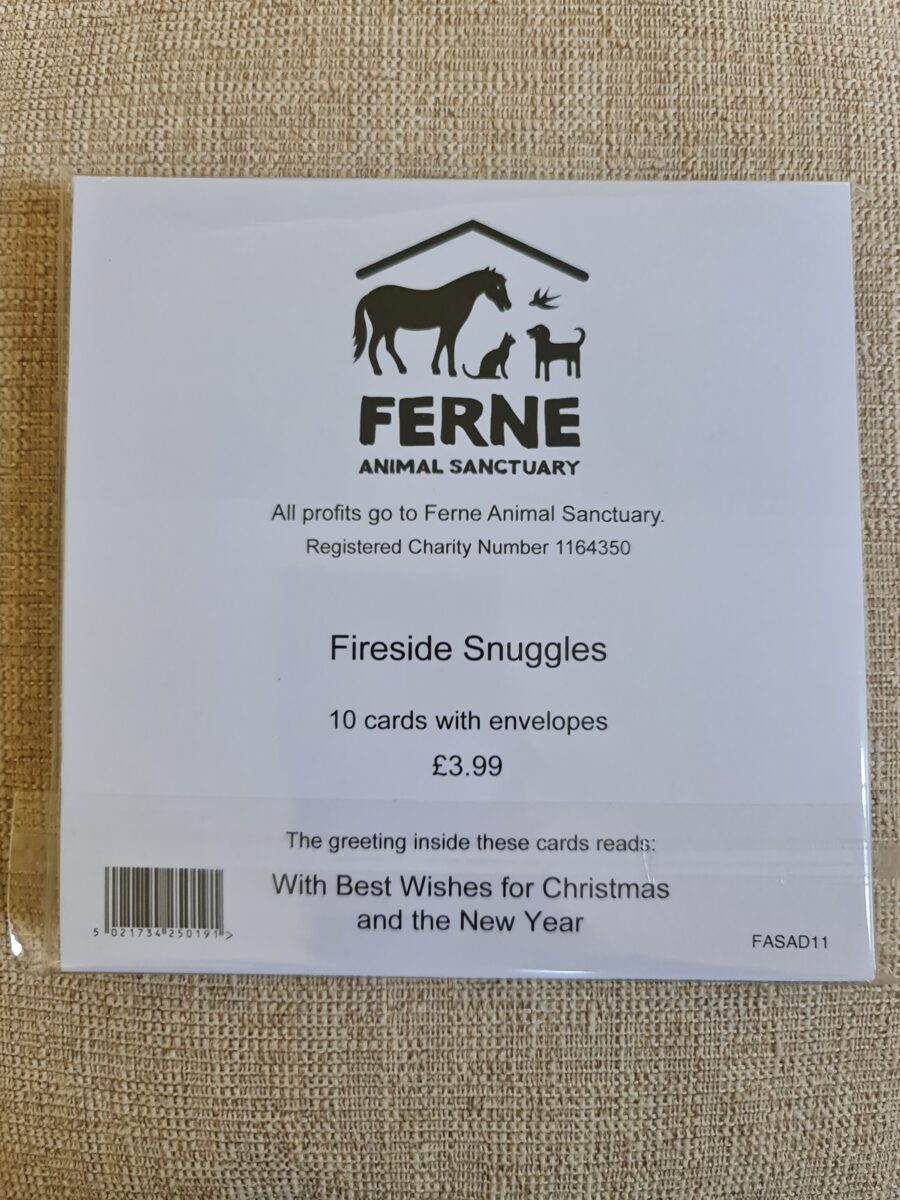 FERNE
ANIMAL SANCTUARY
All profits go to Ferne Animal Sanctuary.
Registered Charity Number 1164350
Fireside Snuggles
10 cards with envelopes
£3.99
The greeting inside these cards reads:
With Best Wishes for Christmas
and the New Year
5 021734 250191 >
FASAD11